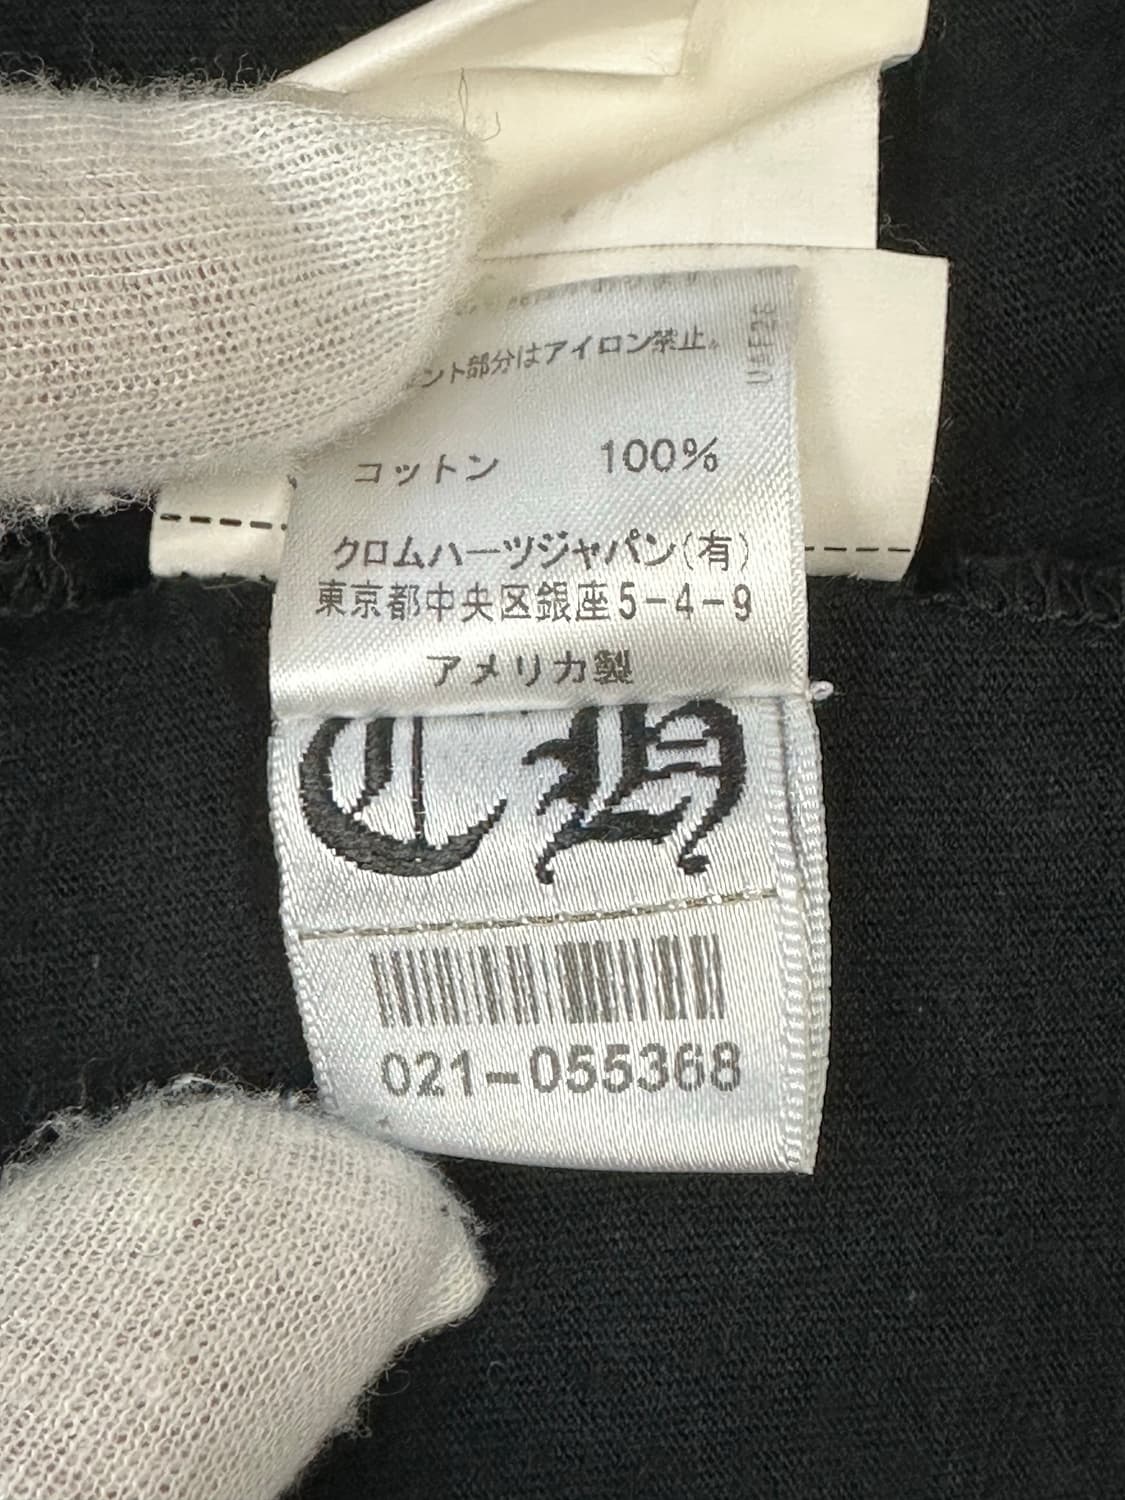 ント部分はアイロン禁止。
コットン 100%
クロムハーツジャパン(有)
東京都中央区銀座5-4-9
アメリカ製
CH
021-055368